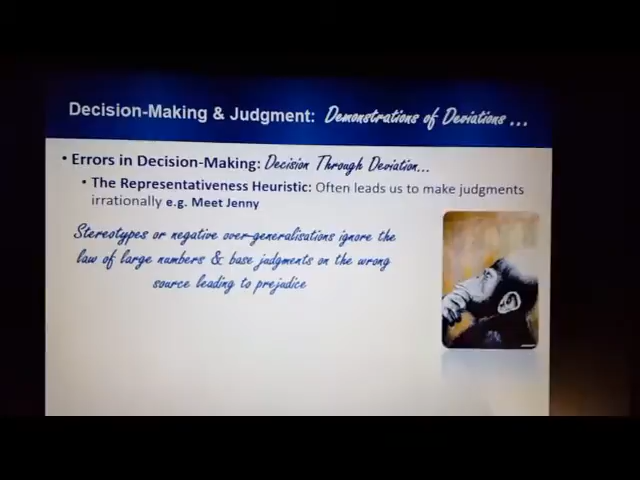 Decision-Making & Judgment: Demonstrations of Deviations ...
• Errors in Decision-Making: Decision Through Deviation...
• The Representativeness Heuristic: Often leads us to make judgments
irrationally e.g. Meet Jenny
Stereotypes or negative over-generalisations ignore the
law of large numbers & base judgments on the wrong
source leading to prejudice